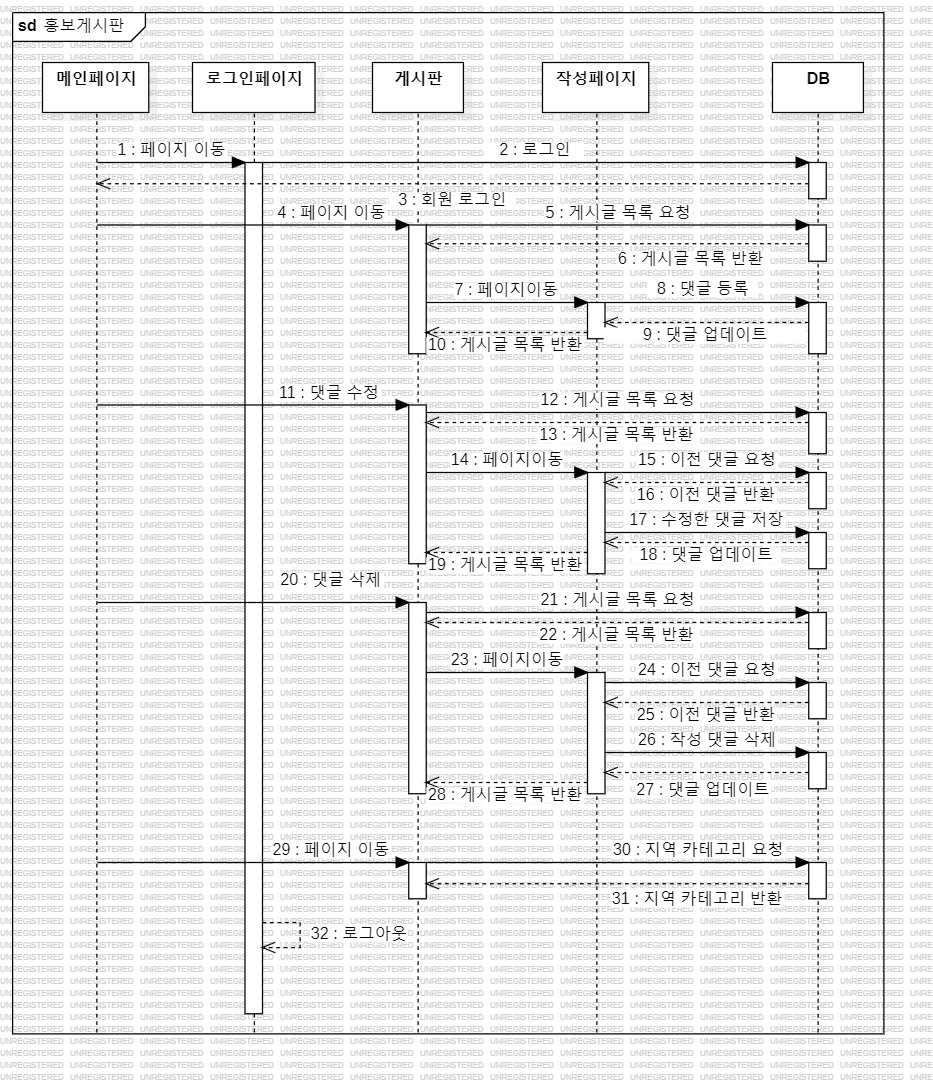 sd 홍보게시판
메인페이지
로그인페이지
게시판
작성페이지
DB
1 : 페이지 이동
2 : 로그인
3 : 회원 로그인
4 : 페이지 이동
5 : 게시글 목록 요청
6 : 게시글 목록 반환
7 : 페이지이동
8 : 댓글 등록
9 : 댓글 업데이트
10 : 게시글 목록 반환
11 : 댓글 수정
12 : 게시글 목록 요청
13 : 게시글 목록 반환
14 : 페이지이동
15 : 이전 댓글 요청
16 : 이전 댓글 반환
17 : 수정한 댓글 저장
18 : 댓글 업데이트
19 : 게시글 목록 반환
20 : 댓글 삭제
21 : 게시글 목록 요청
22 : 게시글 목록 반환
23 : 페이지이동
24 : 이전 댓글 요청
25 : 이전 댓글 반환
26 : 작성 댓글 삭제
27 : 댓글 업데이트
28 : 게시글 목록 반환
29 : 페이지 이동
30 : 지역 카테고리 요청
31 : 지역 카테고리 반환
32 : 로그아웃
UNREGISTERED